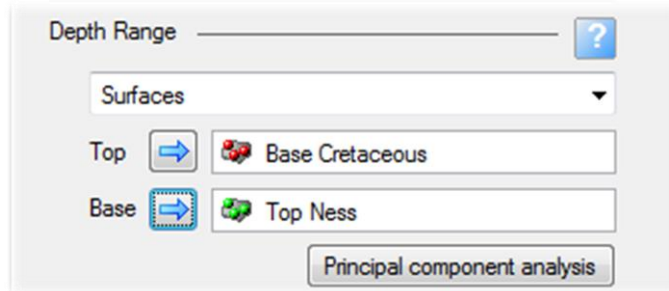 Depth Range
?
Surfaces
Top Base Cretaceous
Base Top Ness
Principal component analysis